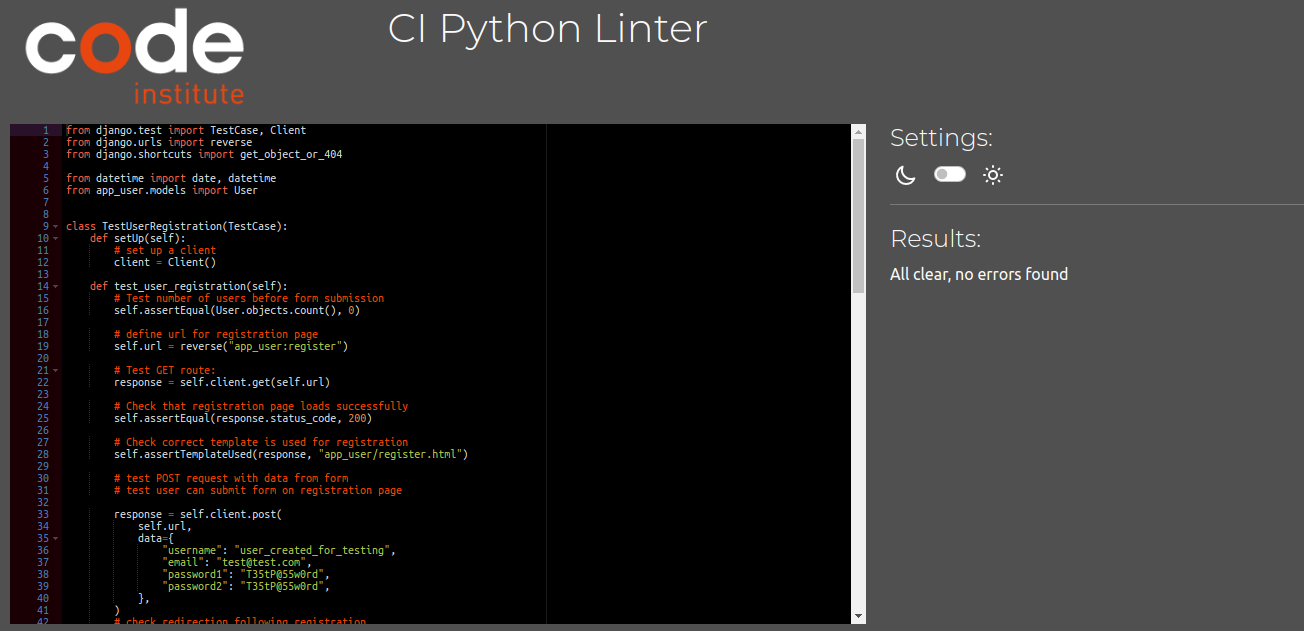 code
institute
CI Python Linter
1 from django.test import TestCase, Client
2 from django.urls import reverse
3 from django.shortcuts import get_object_or_404
4
5 from datetime import date, datetime
6 from app_user.models import User
7
8
9 class TestUserRegistration(TestCase):
10     def setUp(self):
11         # set up a client
12         client = Client()
13
14     def test_user_registration(self):
15         # Test number of users before form submission
16         self.assertEqual(User.objects.count(), 0)
17
18         # define url for registration page
19         self.url = reverse("app_user:register")
20
21         # Test GET route:
22         response = self.client.get(self.url)
23
24         # Check that registration page loads successfully
25         self.assertEqual(response.status_code, 200)
26
27         # Check correct template is used for registration
28         self.assertTemplateUsed(response, "app_user/register.html")
29
30         # test POST request with data from form
31         # test user can submit form on registration page
32
33         response = self.client.post(
34             self.url,
35             data={
36                 "username": "user_created_for_testing",
37                 "email": "test@test.com",
38                 "password1": "T35tP@55w0rd",
39                 "password2": "T35tP@55w0rd",
40             },
41         )
42         # check redirection following registration
Settings:
Results:
All clear, no errors found